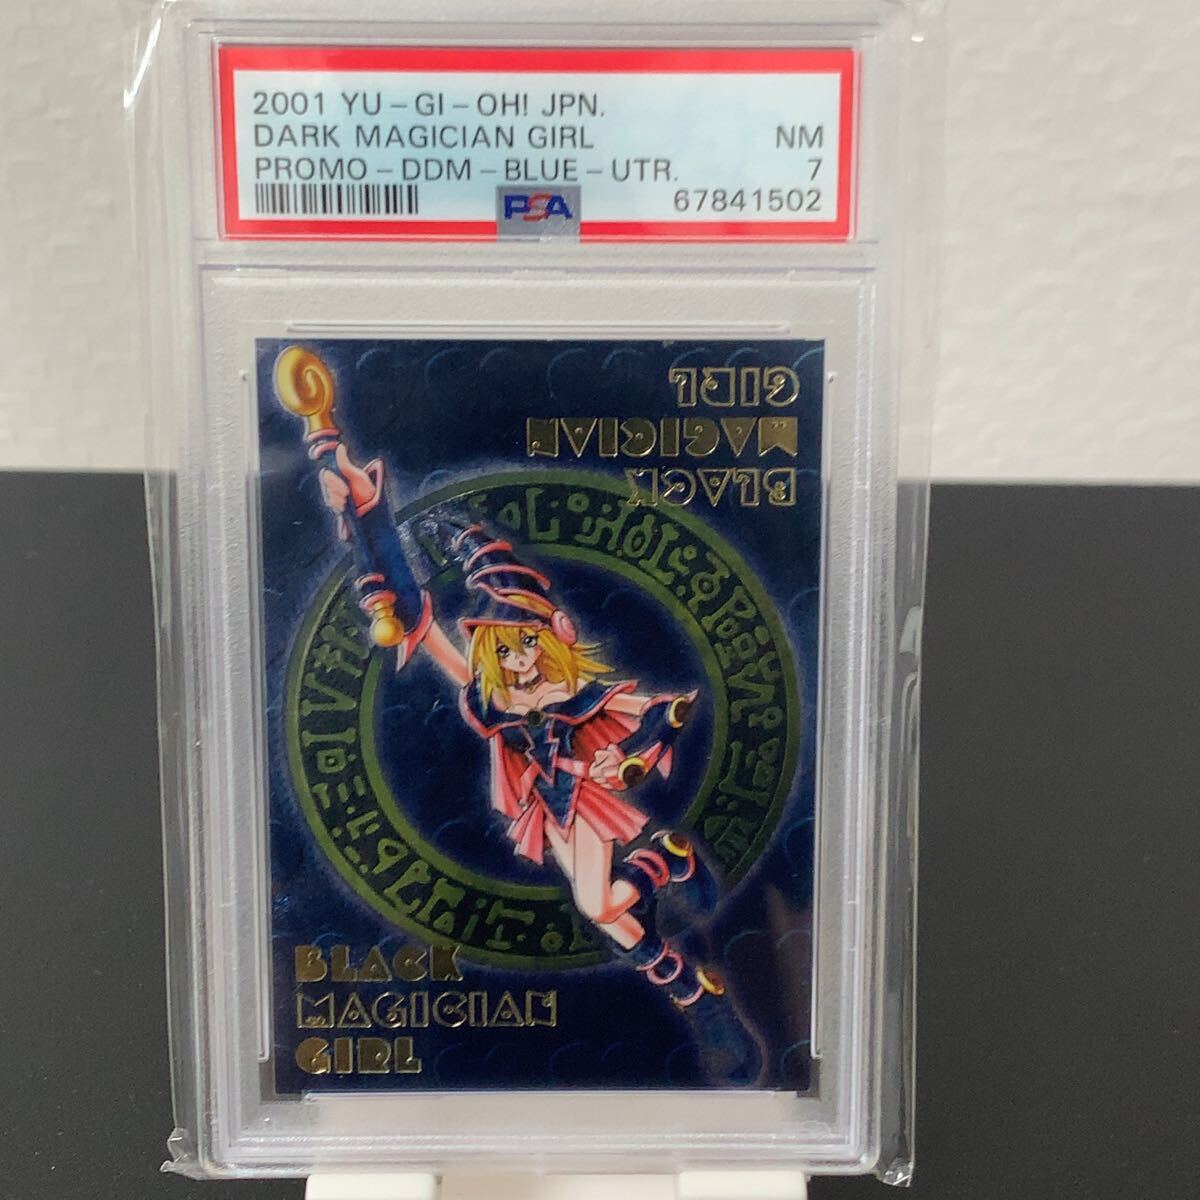 2001 YU-GI-OH! JPN.
DARK MAGICIAN GIRL NM
PROMO-DDM-BLUE-UTR. 7
PSA 67841502
BLACK
MAGICIAN
GIRL
BLACK
MAGICIAN
GIRL